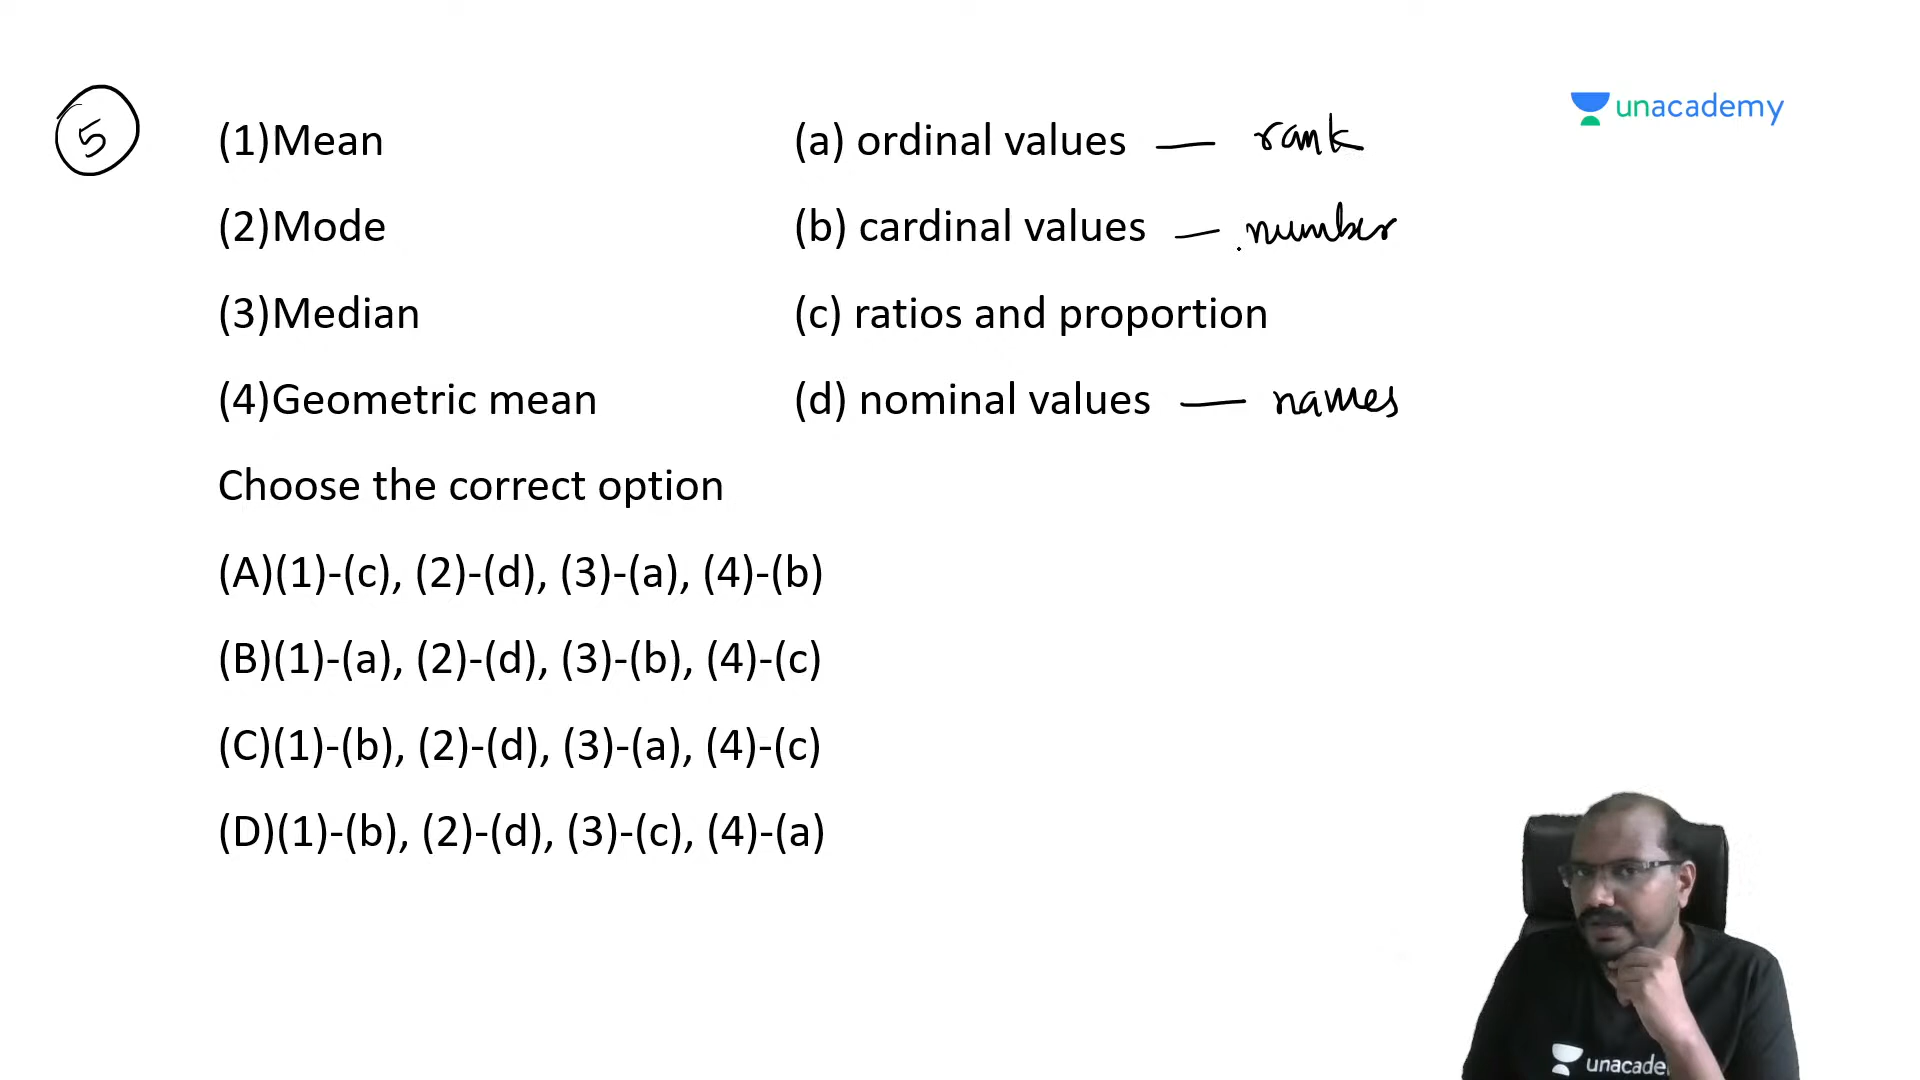 5
(1)Mean (a) ordinal values — rank
unacademy
(2)Mode (b) cardinal values — number
(3)Median (c) ratios and proportion
(4)Geometric mean (d) nominal values — names
Choose the correct option
(A)(1)-(c), (2)-(d), (3)-(a), (4)-(b)
(B)(1)-(a), (2)-(d), (3)-(b), (4)-(c)
(C)(1)-(b), (2)-(d), (3)-(a), (4)-(c)
(D)(1)-(b), (2)-(d), (3)-(c), (4)-(a)
unacade